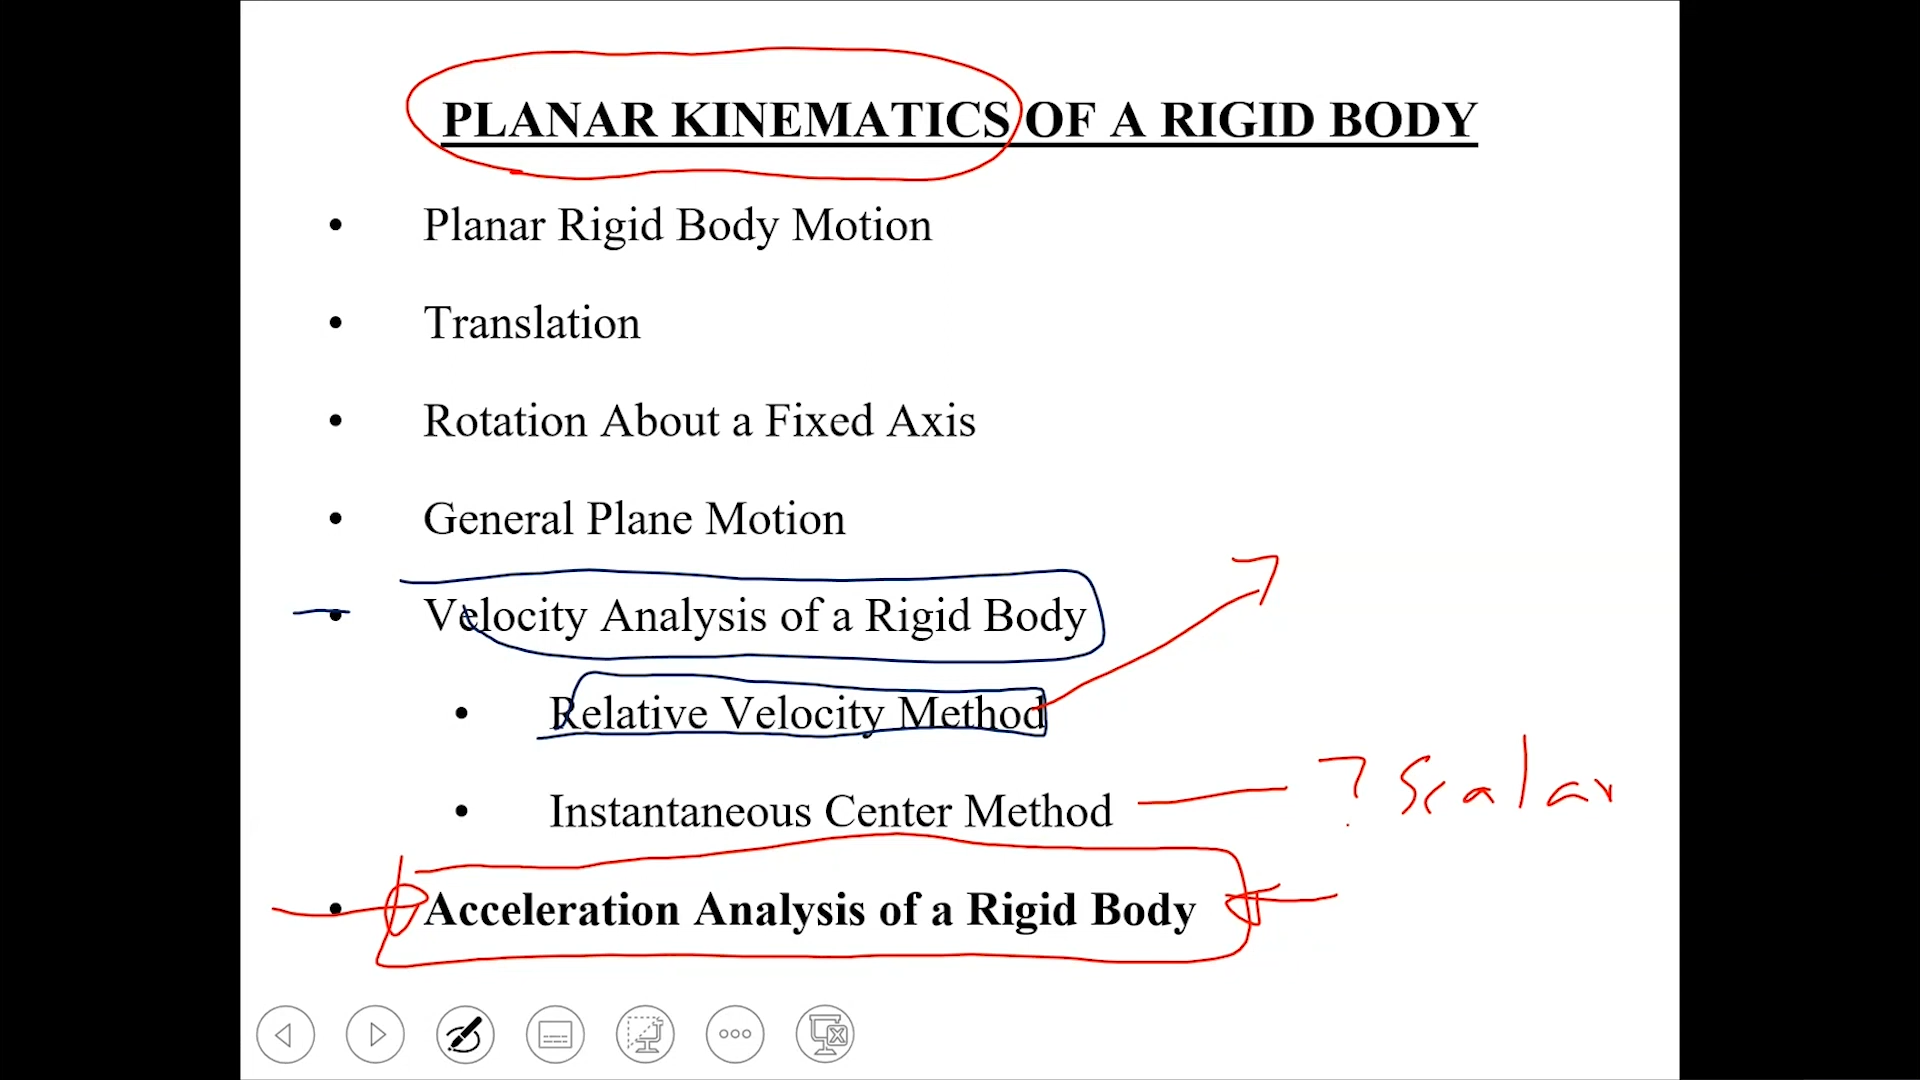 PLANAR KINEMATICS OF A RIGID BODY
• Planar Rigid Body Motion
• Translation
• Rotation About a Fixed Axis
• General Plane Motion
• Velocity Analysis of a Rigid Body
• Relative Velocity Method
• Instantaneous Center Method ? Scalar
• Acceleration Analysis of a Rigid Body